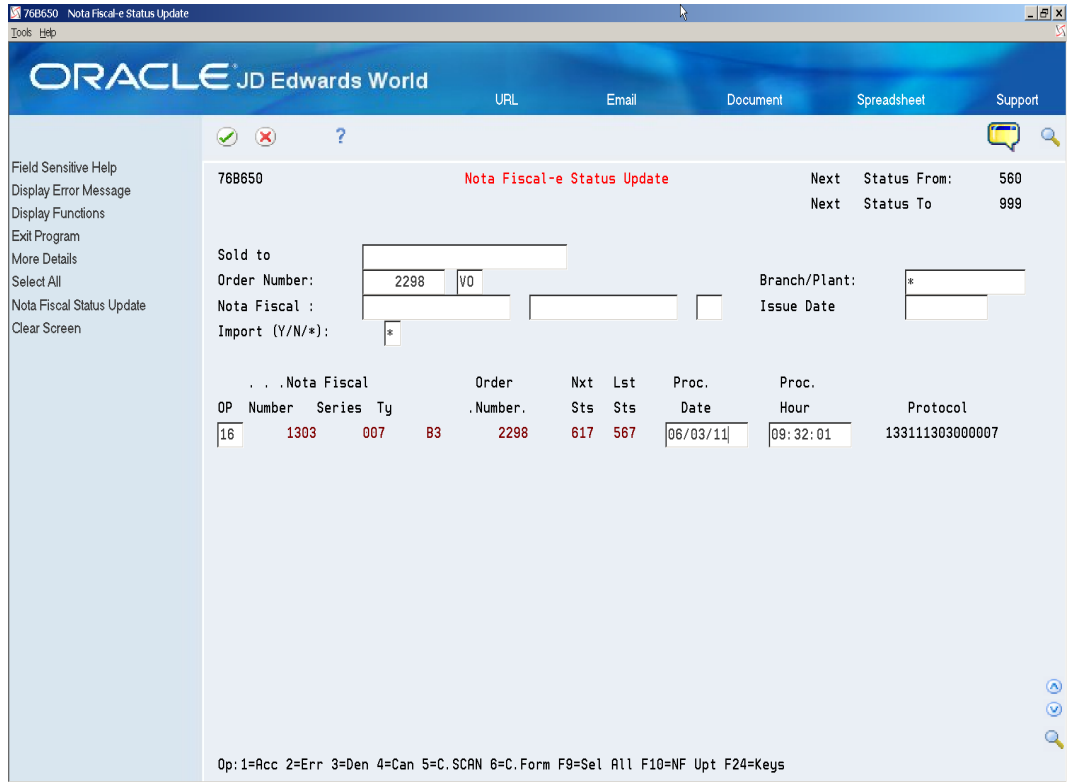 76B650 Nota Fiscal-e Status Update
Tools Help
ORACLE JD Edwards World
URL Email Document Spreadsheet Support
?
Field Sensitive Help
Display Error Message
Display Functions
Exit Program
More Details
Select All
Nota Fiscal Status Update
Clear Screen
76B650 Nota Fiscal-e Status Update Next Status From: 560
Next Status To 999
Sold to
Order Number: 2298 VO Branch/Plant: *
Nota Fiscal : Issue Date
Import (Y/N/*): *
. . .Nota Fiscal Order Nxt Lst Proc. Proc.
OP Number Series Ty .Number. Sts Sts Date Hour Protocol
16 1303 007 B3 2298 617 567 06/03/11 09:32:01 133111303000007
Op:1=Acc 2=Err 3=Den 4=Can 5=C.SCAN 6=C.Form F9=Sel All F10=NF Upt F24=Keys